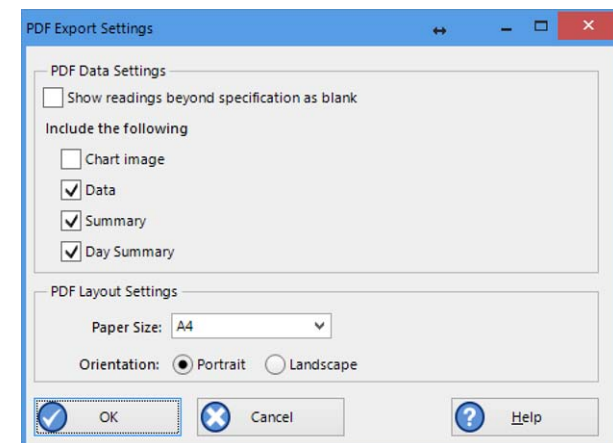 PDF Export Settings
PDF Data Settings
Show readings beyond specification as blank
Include the following
Chart image
Data
Summary
Day Summary
PDF Layout Settings
Paper Size: A4
Orientation: Portrait Landscape
OK Cancel Help